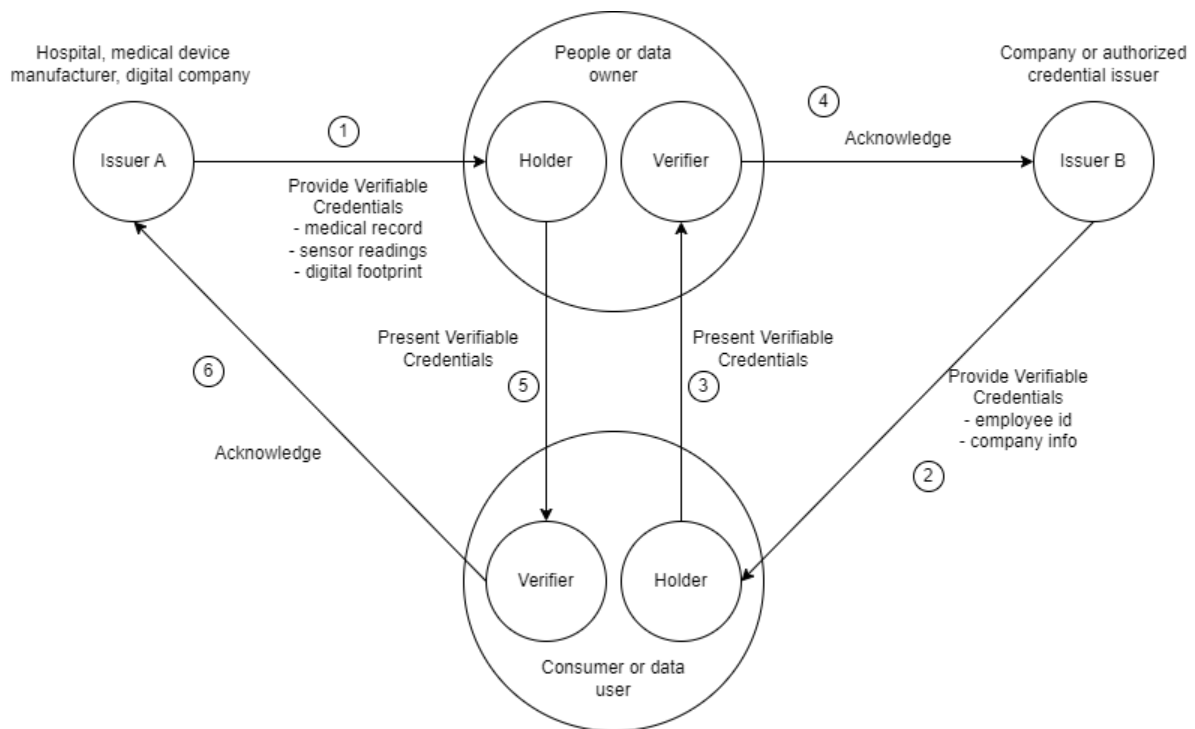 Hospital, medical device
manufacturer, digital company
People or data
owner
Company or authorized
credential issuer
Issuer A
1
Holder
Verifier
4
Acknowledge
Issuer B
Provide Verifiable
Credentials
- medical record
- sensor readings
- digital footprint
Present Verifiable
Credentials
5
Present Verifiable
Credentials
3
6
Acknowledge
Provide Verifiable
Credentials
- employee id
- company info
2
Verifier
Holder
Consumer or data
user